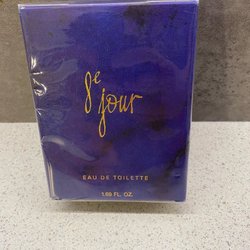 8e jour
EAU DE TOILETTE
1.69 FL. OZ.